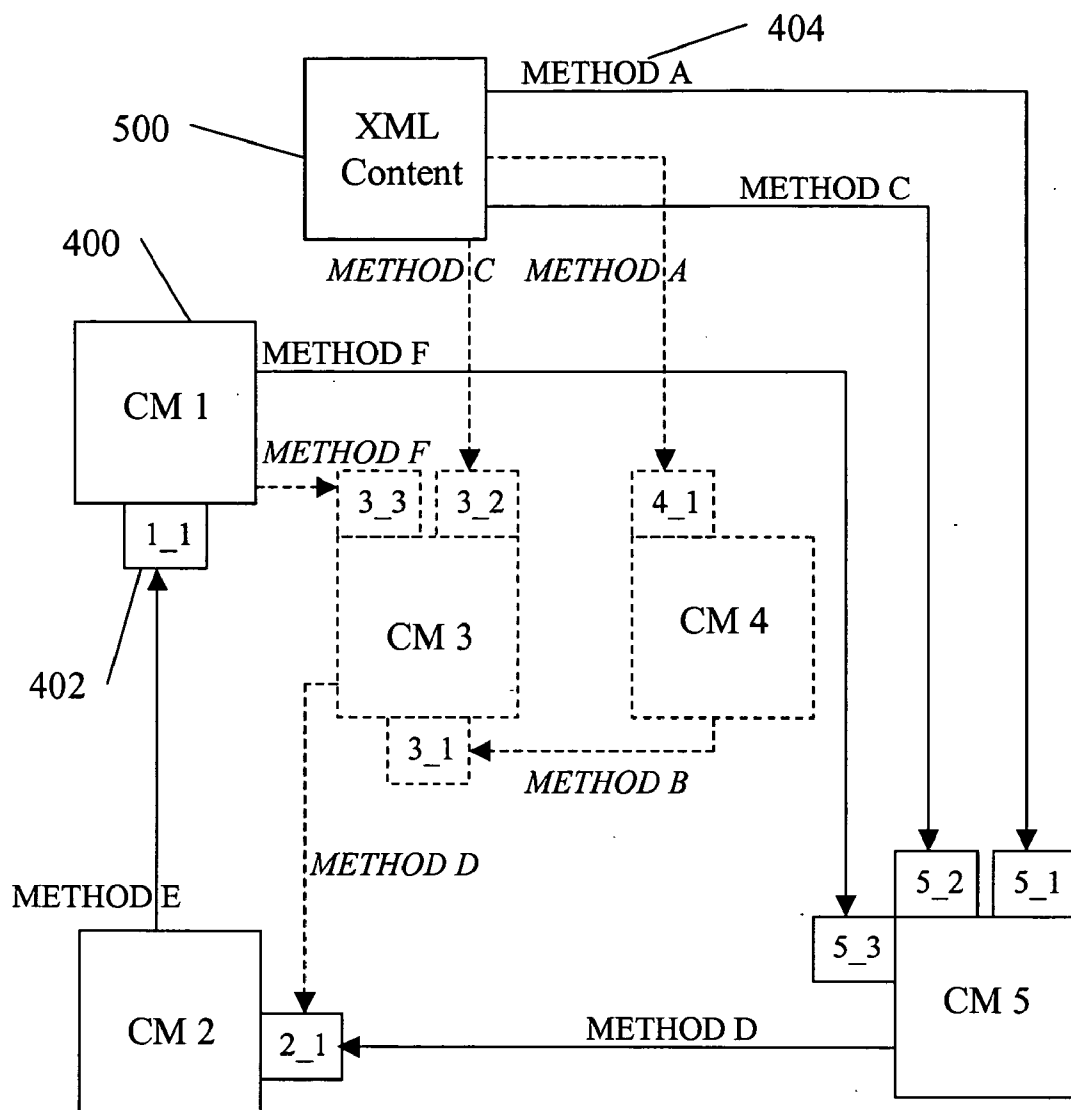 404
METHOD A
500
XML
Content
METHOD C
400
METHOD C
METHOD A
METHOD F
CM 1
METHOD F
3_3
3_2
4_1
1_1
CM 3
CM 4
402
3_1
METHOD B
METHOD D
5_2
5_1
METHOD E
5_3
CM 5
CM 2
2_1
METHOD D